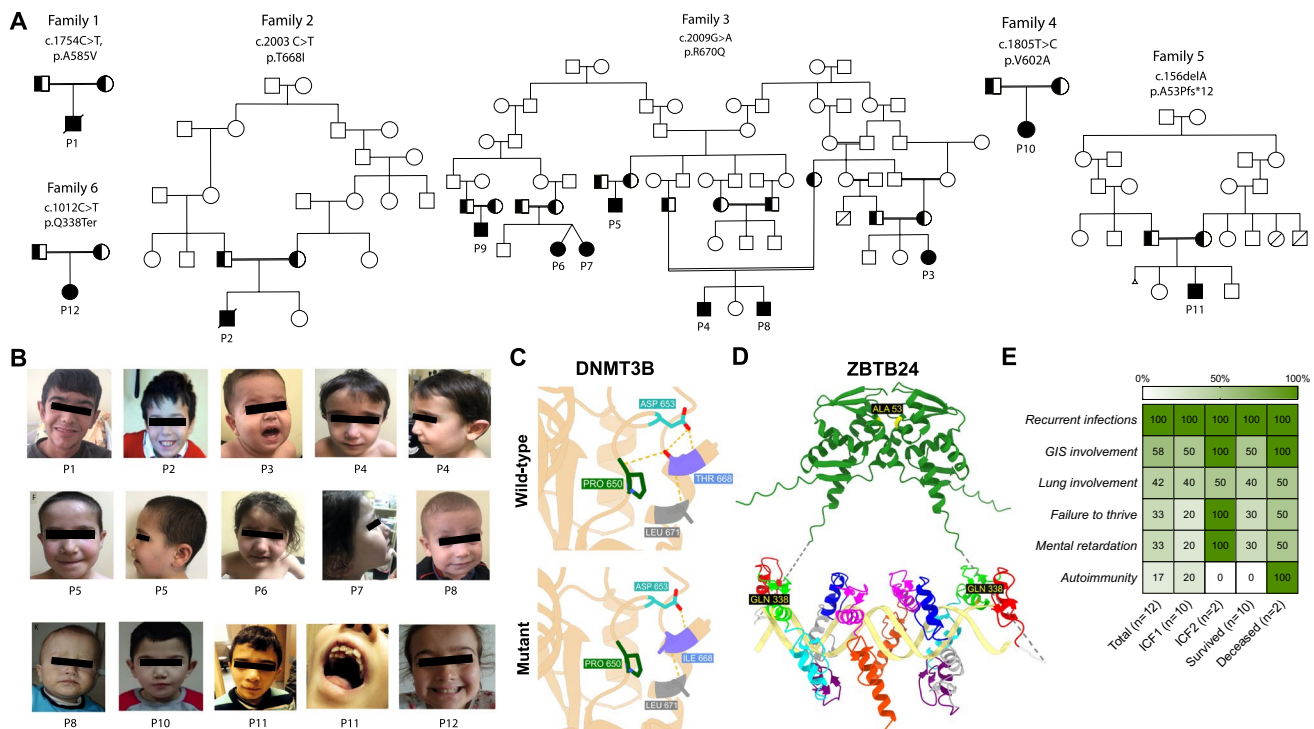 A
Family 1
c.1754C>T,
p.A585V
P1
Family 2
c.2003 C>T
p.T668I
P2
Family 3
c.2009G>A
p.R670Q
P9
P6
P7
P5
P4
P8
P3
Family 4
c.1805T>C
p.V602A
P10
Family 5
c.156delA
p.A53Pfs*12
P11
Family 6
c.1012C>T
p.Q338Ter
P12
B
P1
P2
P3
P4
P4
F
P5
P5
P6
P7
P8
K
P8
P10
P11
P11
P12
C
DNMT3B
Wild-type
ASP 653
PRO 650
THR 668
LEU 671
Mutant
ASP 653
PRO 650
ILE 668
LEU 671
D
ZBTB24
ALA 53
GLN 338
GLN 338
E
0% 50% 100%
Recurrent infections 100 100 100 100 100
GIS involvement 58 50 100 50 100
Lung involvement 42 40 50 40 50
Failure to thrive 33 20 100 30 50
Mental retardation 33 20 100 30 50
Autoimmunity 17 20 0 0 100
Total (n=12)
ICF1 (n=10)
ICF2 (n=2)
Survived (n=10)
Deceased (n=2)